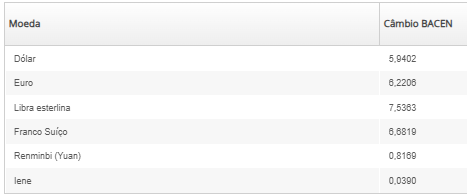 Moeda Câmbio BACEN
Dólar 5,9402
Euro 6,2206
Libra esterlina 7,5363
Franco Suíço 6,6819
Renminbi (Yuan) 0,8169
Iene 0,0390